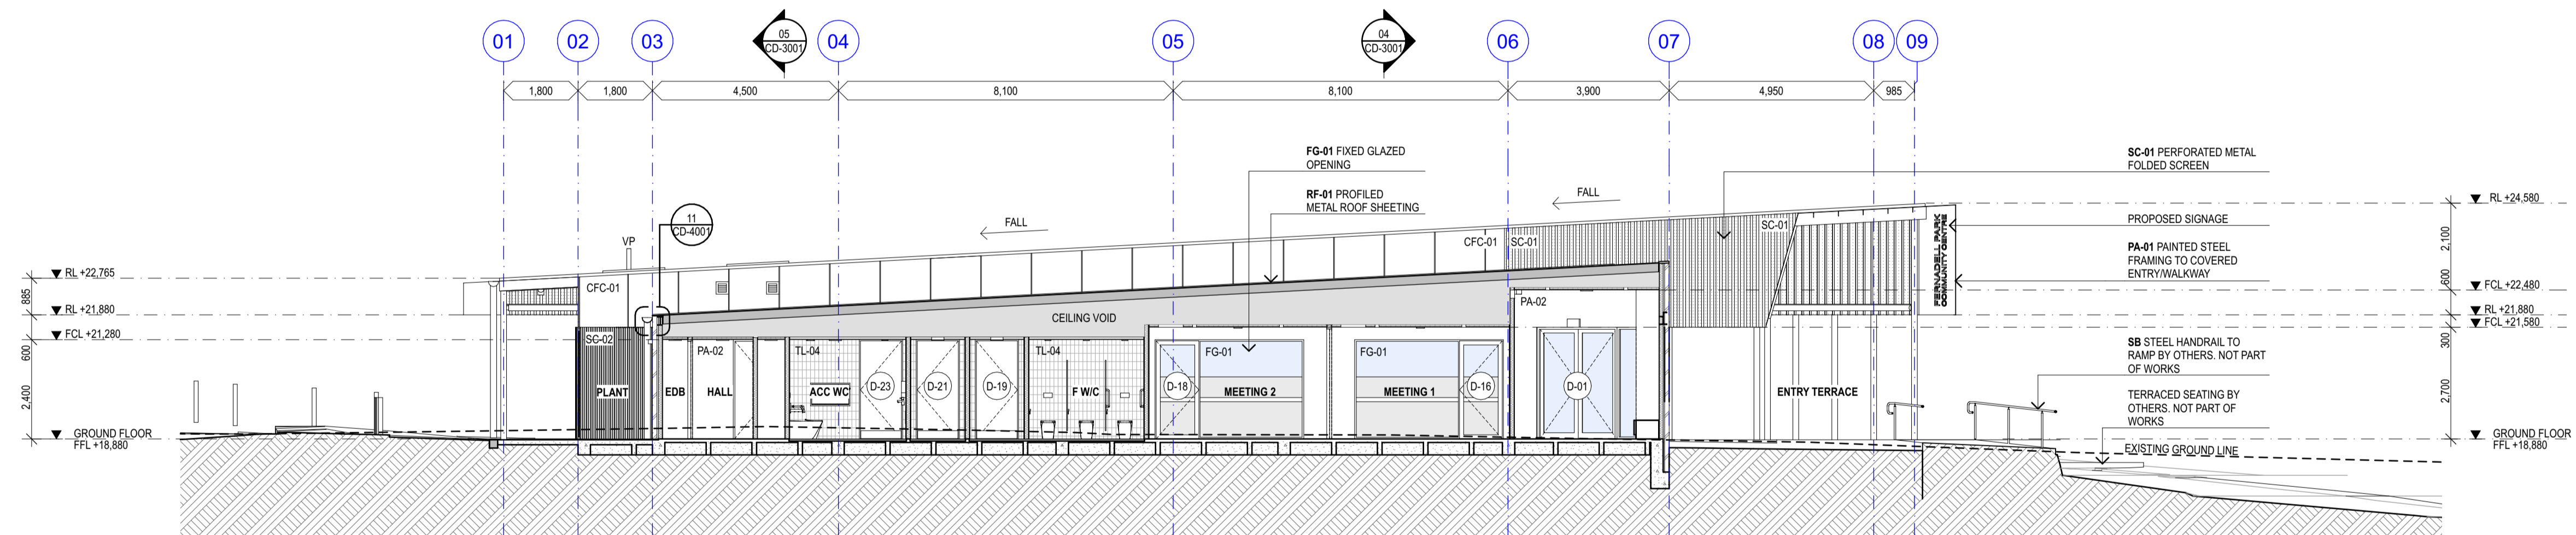 01
02
03
05
CD-3001
04
05
04
CD-3001
06
07
08
09
1,800
1,800
4,500
8,100
8,100
3,900
4,950
985
FG-01 FIXED GLAZED
OPENING
RF-01 PROFILED
METAL ROOF SHEETING
SC-01 PERFORATED METAL
FOLDED SCREEN
FALL
FALL
RL +24,580
11
CD-4001
VP
PROPOSED SIGNAGE
PA-01 PAINTED STEEL
FRAMING TO COVERED
ENTRY/WALKWAY
FERNADELL PARK
COMMUNITY CENTRE
SC-01
CFC-01
SC-01
2,100
600
RL +22,765
885
RL +21,880
FCL +21,280
600
2,400
GROUND FLOOR
FFL +18,880
FCL +22,480
RL +21,880
FCL +21,580
300
2,700
GROUND FLOOR
FFL +18,880
CFC-01
CEILING VOID
PA-02
SC-02
PA-02
TL-04
TL-04
FG-01
FG-01
PLANT
EDB
HALL
ACC WC
D-23
D-21
D-19
F W/C
D-18
MEETING 2
MEETING 1
D-16
D-01
ENTRY TERRACE
SB STEEL HANDRAIL TO
RAMP BY OTHERS. NOT PART
OF WORKS
TERRACED SEATING BY
OTHERS. NOT PART OF
WORKS
EXISTING GROUND LINE